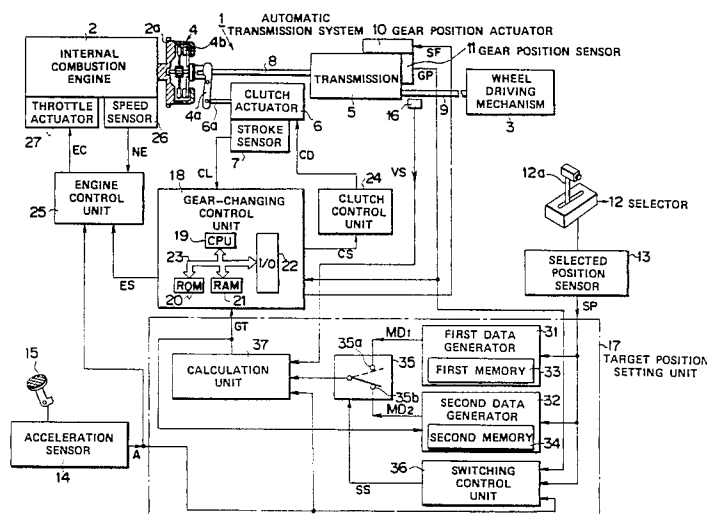 1 AUTOMATIC
TRANSMISSION SYSTEM
2
2a
4
4b
INTERNAL
COMBUSTION
ENGINE
THROTTLE
ACTUATOR
27
SPEED
SENSOR
26
EC
NE
8
4a
6a
CLUTCH
ACTUATOR
6
STROKE
SENSOR
7
10 GEAR POSITION ACTUATOR
SF
11 GEAR POSITION SENSOR
GP
TRANSMISSION
5
16
9
WHEEL
DRIVING
MECHANISM
3
CL
CD
VS
ENGINE
CONTROL
UNIT
25
18
GEAR-CHANGING
CONTROL
UNIT
19
CPU
23
I/O
22
ROM
20
RAM
21
24
CLUTCH
CONTROL
UNIT
CS
12a
12 SELECTOR
SELECTED
POSITION
SENSOR
13
SP
ES
GT
15
ACCELERATION
SENSOR
14
A
CALCULATION
UNIT
37
35a
35
35b
MD1
MD2
FIRST DATA
GENERATOR
31
FIRST MEMORY
33
SECOND DATA
GENERATOR
32
SECOND MEMORY
34
SS
36
SWITCHING
CONTROL
UNIT
17
TARGET POSITION
SETTING UNIT